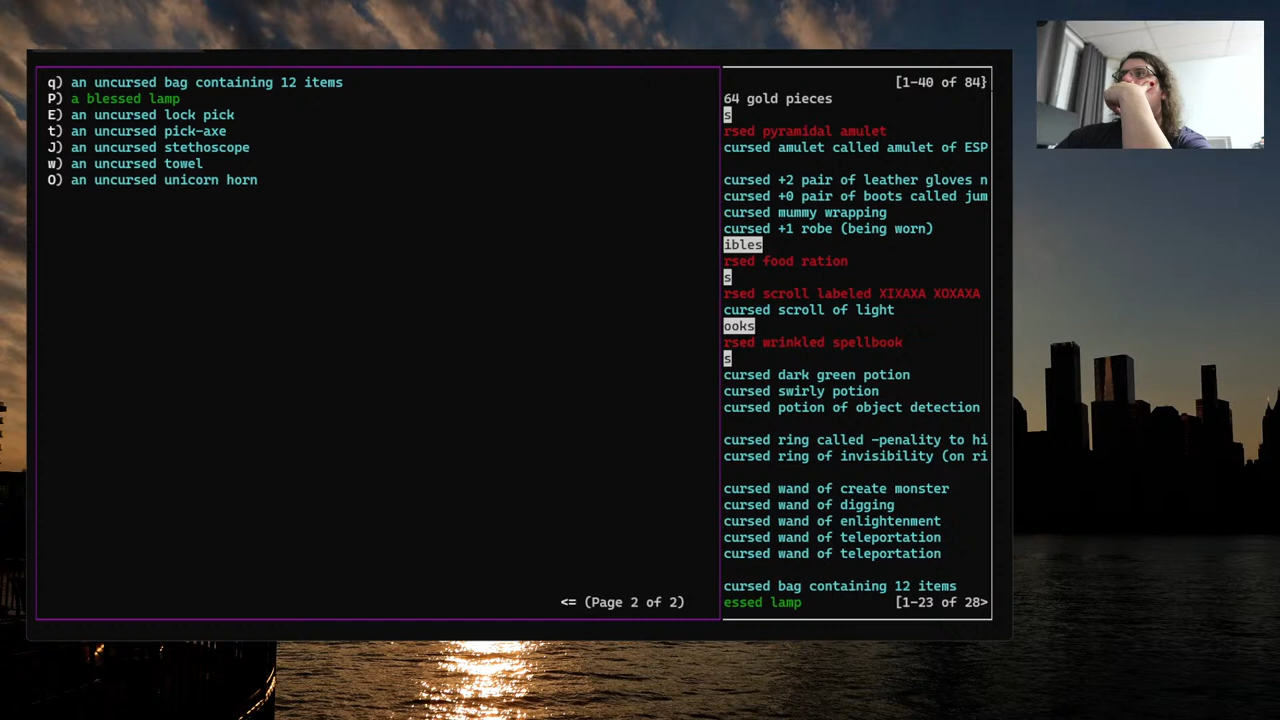 q) an uncursed bag containing 12 items
P) a blessed lamp
E) an uncursed lock pick
t) an uncursed pick-axe
J) an uncursed stethoscope
w) an uncursed towel
O) an uncursed unicorn horn
<= (Page 2 of 2)
[1-40 of 84}
64 gold pieces
s
rsed pyramidal amulet
cursed amulet called amulet of ESP
cursed +2 pair of leather gloves n
cursed +0 pair of boots called jum
cursed mummy wrapping
cursed +1 robe (being worn)
ibles
rsed food ration
s
rsed scroll labeled XIXAXA XOXAXA
cursed scroll of light
ooks
rsed wrinkled spellbook
s
cursed dark green potion
cursed swirly potion
cursed potion of object detection
cursed ring called -penality to hi
cursed ring of invisibility (on ri
cursed wand of create monster
cursed wand of digging
cursed wand of enlightenment
cursed wand of teleportation
cursed wand of teleportation
cursed bag containing 12 items
essed lamp [1-23 of 28>